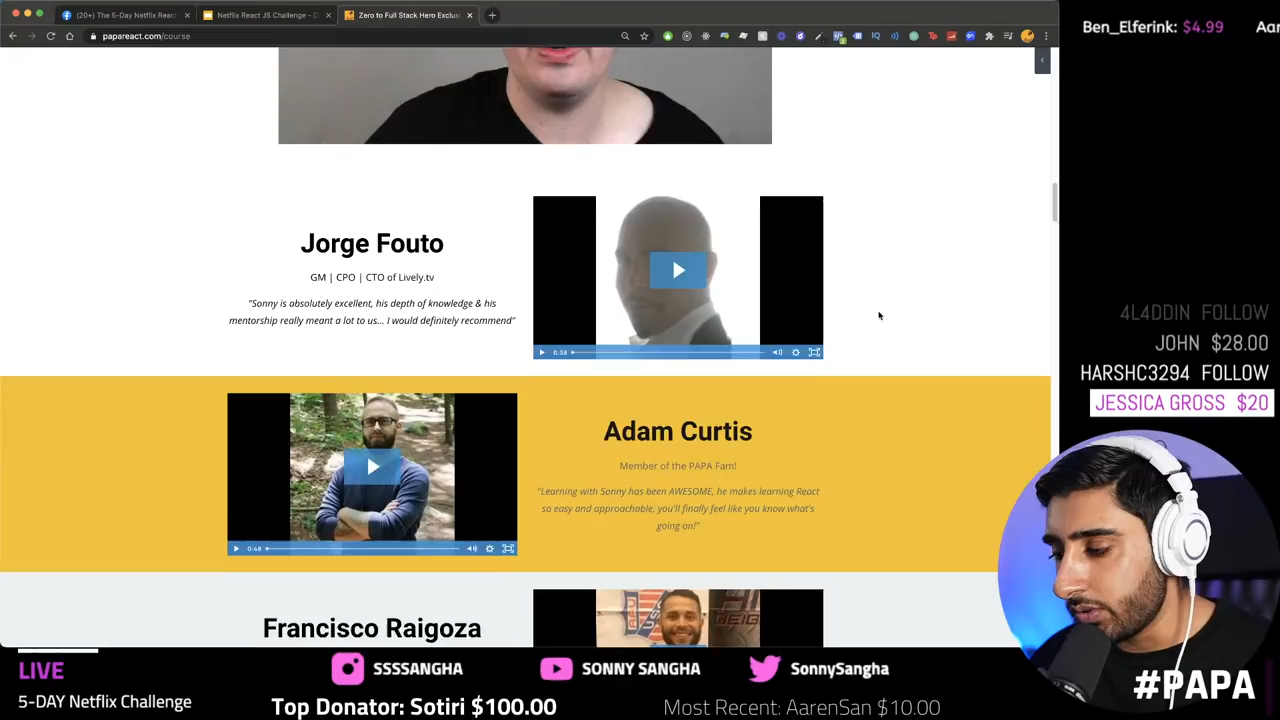 (20+) The 5-Day Netflix React
Netflix React JS Challenge - D
Zero to Full Stack Hero Exclusi
papareact.com/course
Ben_Elferink: $4.99
Aar
Jorge Fouto
GM | CPO | CTO of Lively.tv
"Sonny is absolutely excellent, his depth of knowledge & his
mentorship really meant a lot to us... I would definitely recommend"
0:38
4L4DDIN FOLLOW
JOHN $28.00
HARSHC3294 FOLLOW
JESSICA GROSS $20
Adam Curtis
Member of the PAPA Fam!
"Learning with Sonny has been AWESOME, he makes learning React
so easy and approachable, you'll finally feel like you know what's
going on!"
0:48
Francisco Raigoza
LIVE
5-DAY Netflix Challenge
SSSSANGHA
SONNY SANGHA
SonnySangha
Top Donator: Sotiri $100.00
Most Recent: AarenSan $10.00
#PAPA